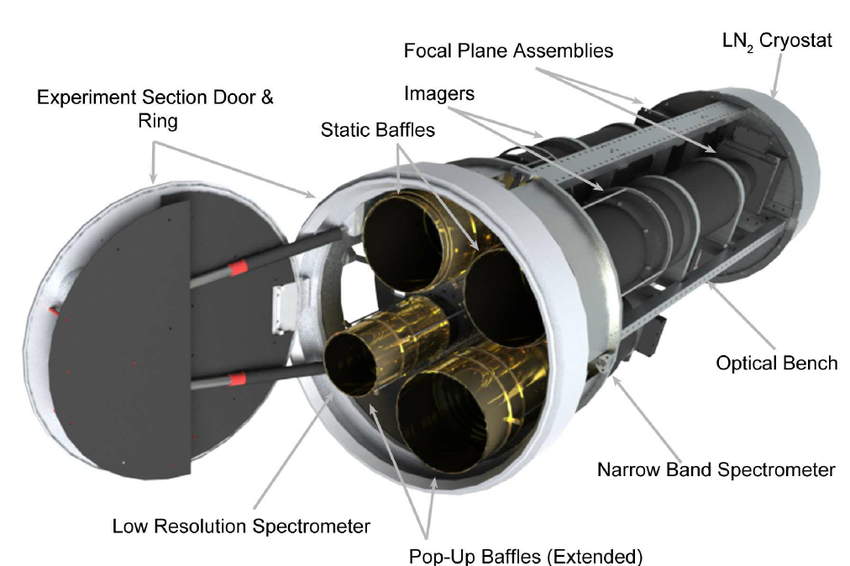 LN₂ Cryostat
Focal Plane Assemblies
Imagers
Experiment Section Door &
Ring
Static Baffles
Optical Bench
Narrow Band Spectrometer
Low Resolution Spectrometer
Pop-Up Baffles (Extended)